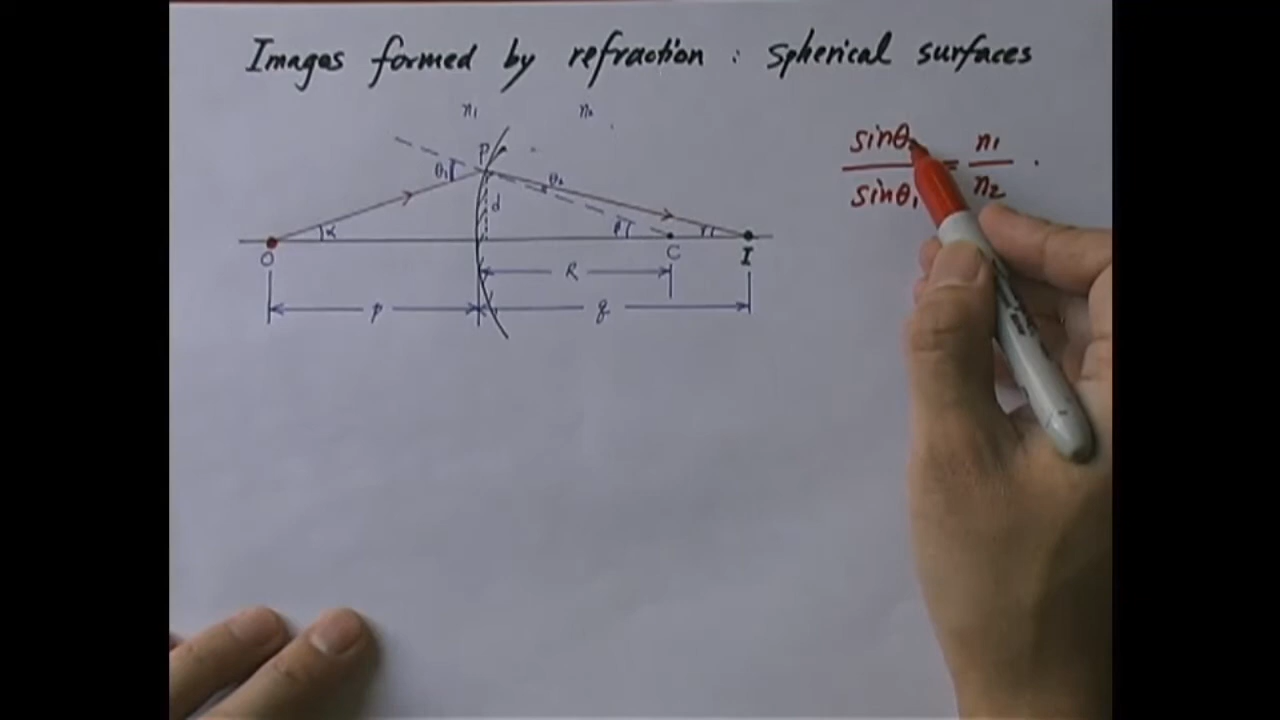 Images formed by refraction : Spherical surfaces
n1 n2
sinθ n1
P
= 
sinθ1 n2 .
θ1 θ2
d
α β γ
O C I
R
p q